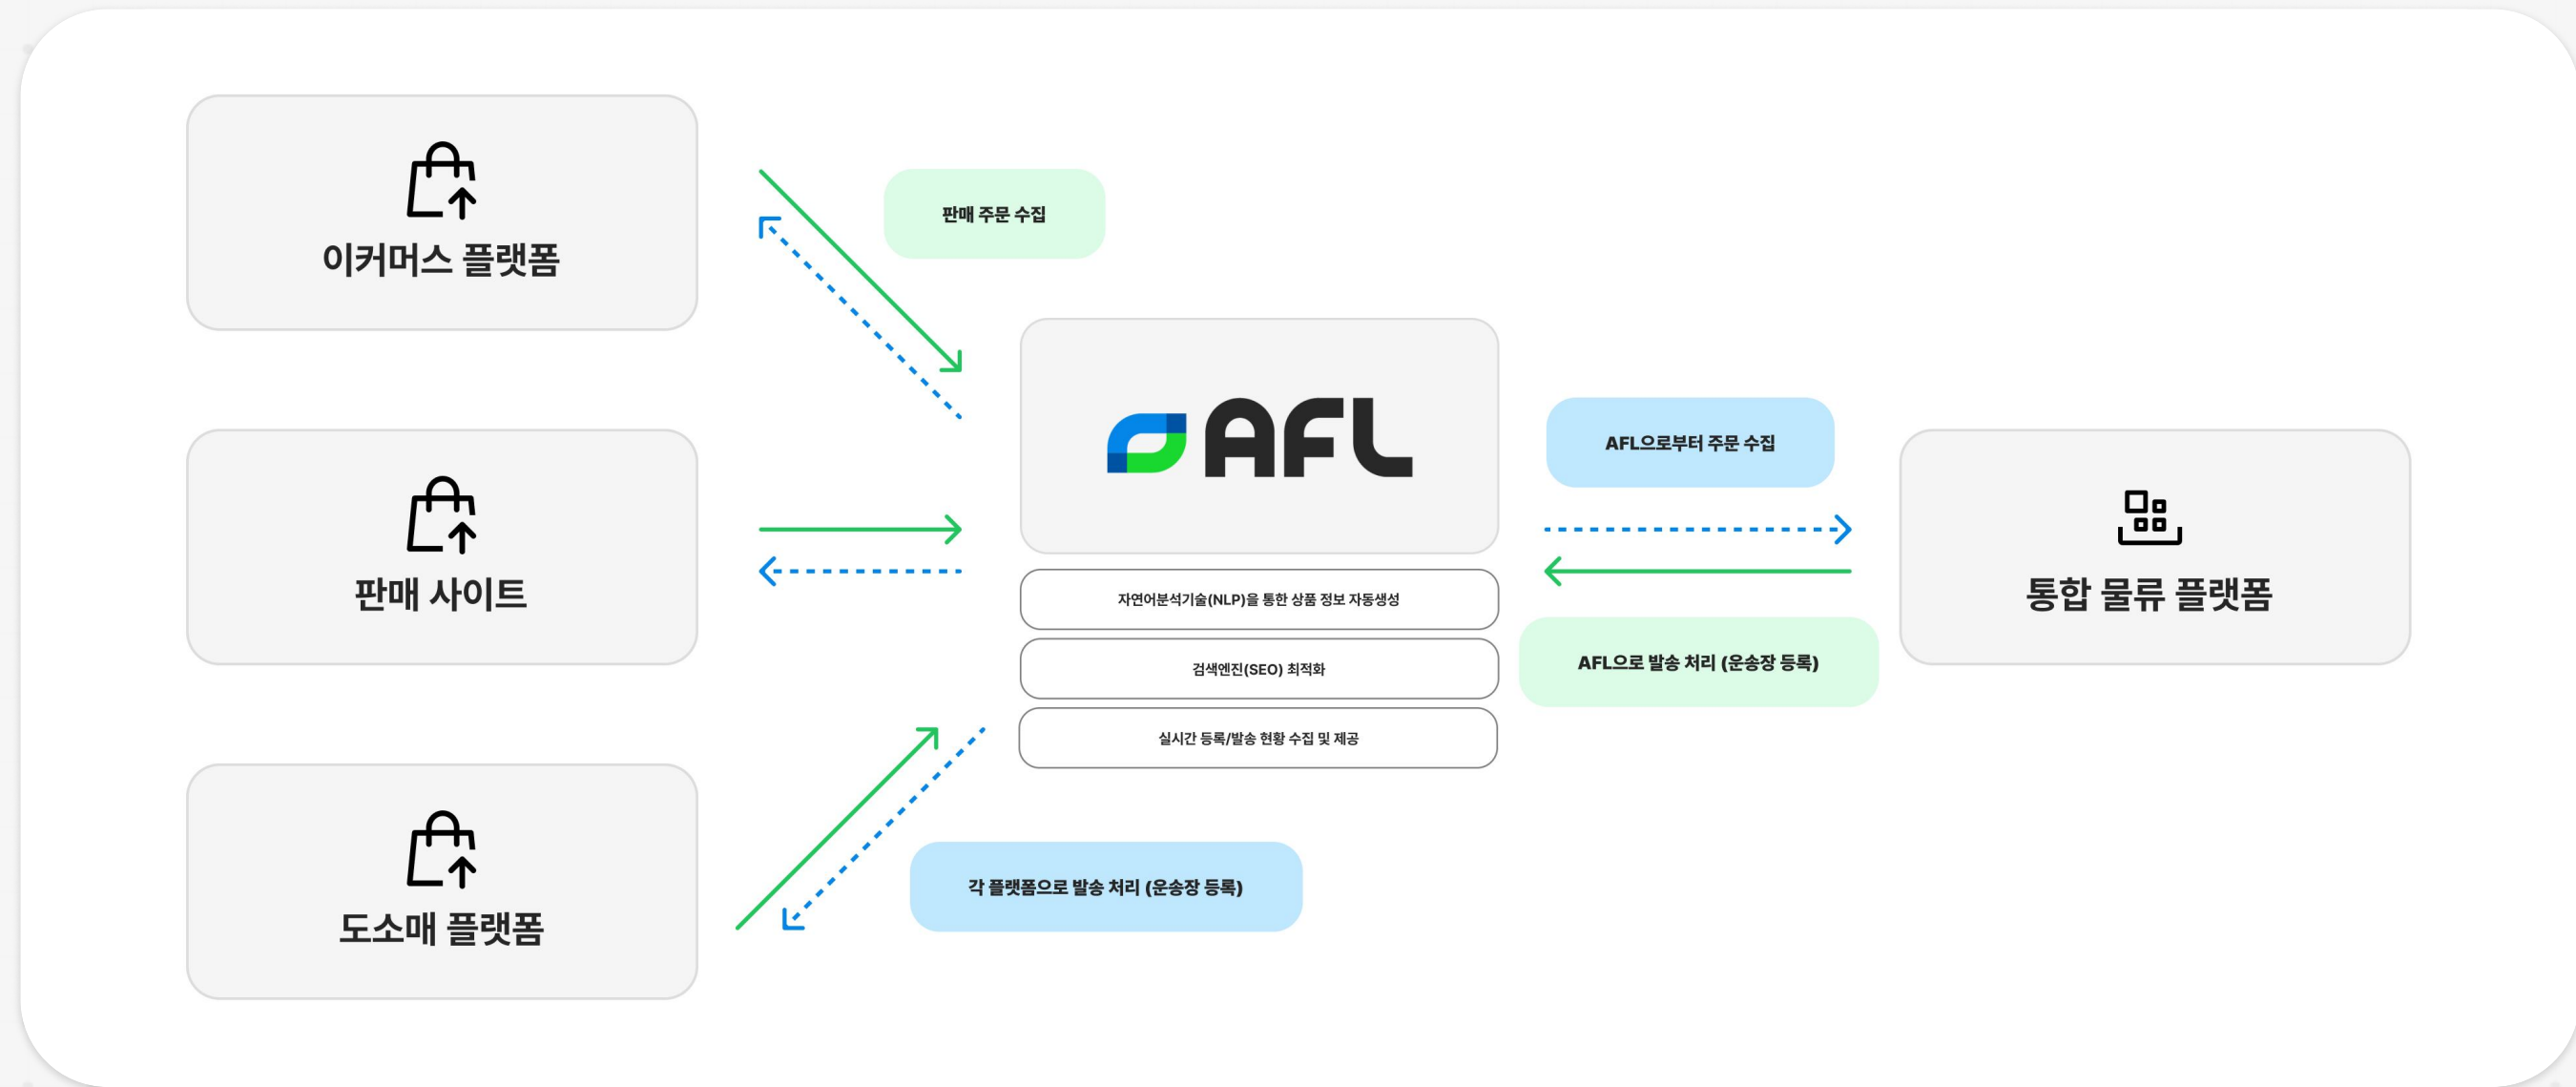 이커머스 플랫폼
판매 주문 수집
AFL
AFL으로부터 주문 수집
판매 사이트
자연어분석기술(NLP)을 통한 상품 정보 자동생성
검색엔진(SEO) 최적화
실시간 등록/발송 현황 수집 및 제공
통합 물류 플랫폼
AFL으로 발송 처리 (운송장 등록)
도소매 플랫폼
각 플랫폼으로 발송 처리 (운송장 등록)